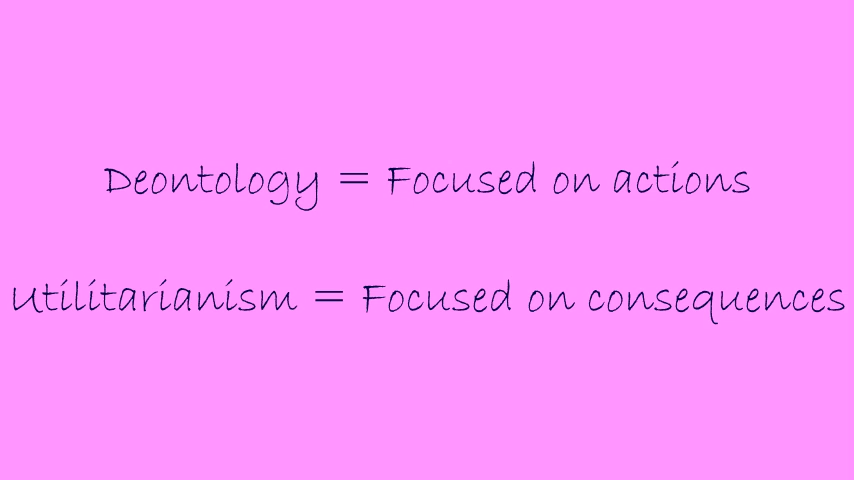 Deontology = Focused on actions
Utilitarianism = Focused on consequences